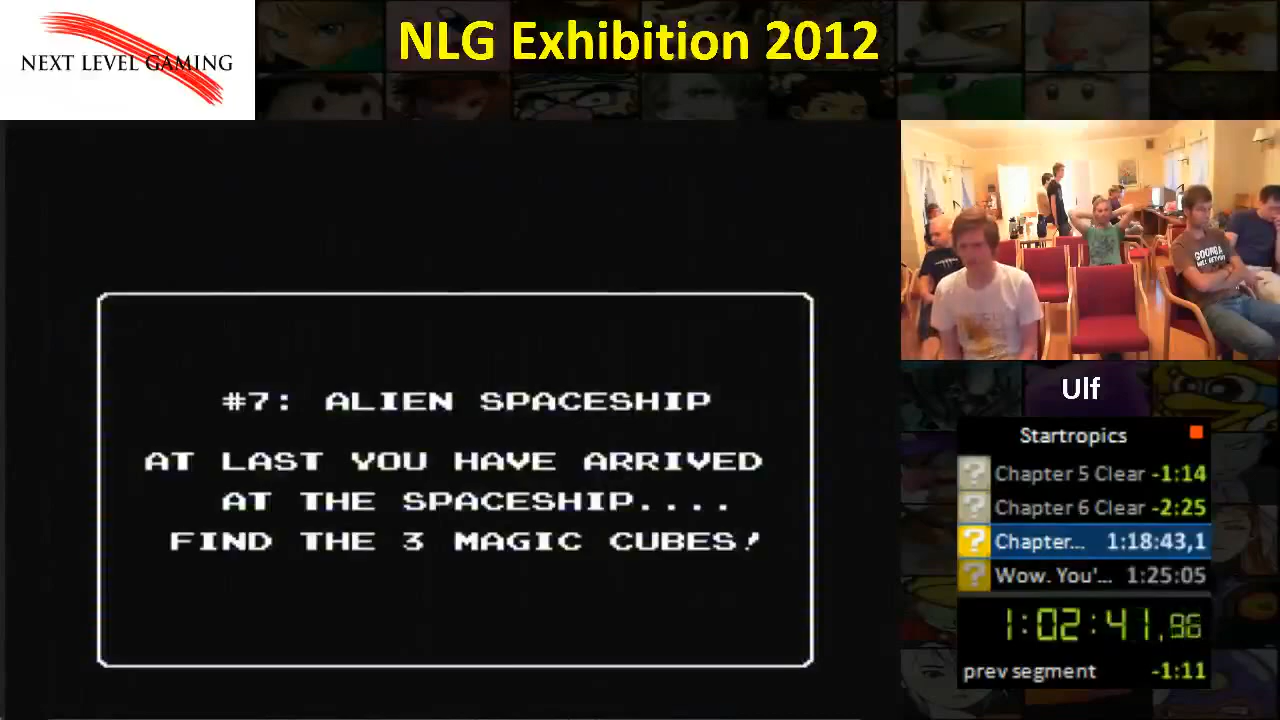 NEXT LEVEL GAMING
NLG Exhibition 2012
#7: ALIEN SPACESHIP
AT LAST YOU HAVE ARRIVED
AT THE SPACESHIP....
FIND THE 3 MAGIC CUBES!
Ulf
Startropics
Chapter 5 Clear -1:14
Chapter 6 Clear -2:25
Chapter... 1:18:43,1
Wow. You'... 1:25:05
1:02:41,96
prev segment -1:11